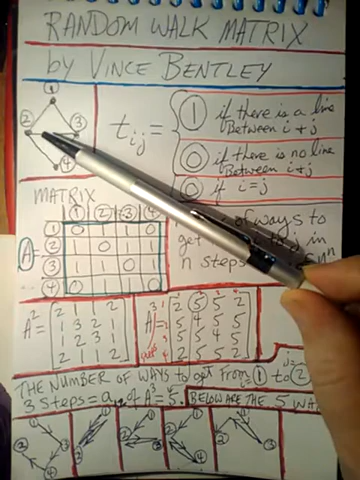 RANDOM WALK MATRIX
by VINCE BENTLEY
1
2 3
4
tij =
1 if there is a line
Between i & j
0 if there is no line
Between i & j
0 if i = j
MATRIX
1 2 3 4
A =
1 0 1 1 0
2 1 0 1 1
3 1 1 0 1
4 0 1 1 0
of ways to
get j in
n steps
A² =
2 1 1 2
1 3 2 1
1 2 3 1
2 1 1 2
A³ =
2 5 5 2
5 4 5 5
5 5 4 5
2 5 5 2
THE NUMBER OF WAYS to get From i=1 to j=2
3 steps = a12 of A³ = 5. BELOW ARE THE 5 WA